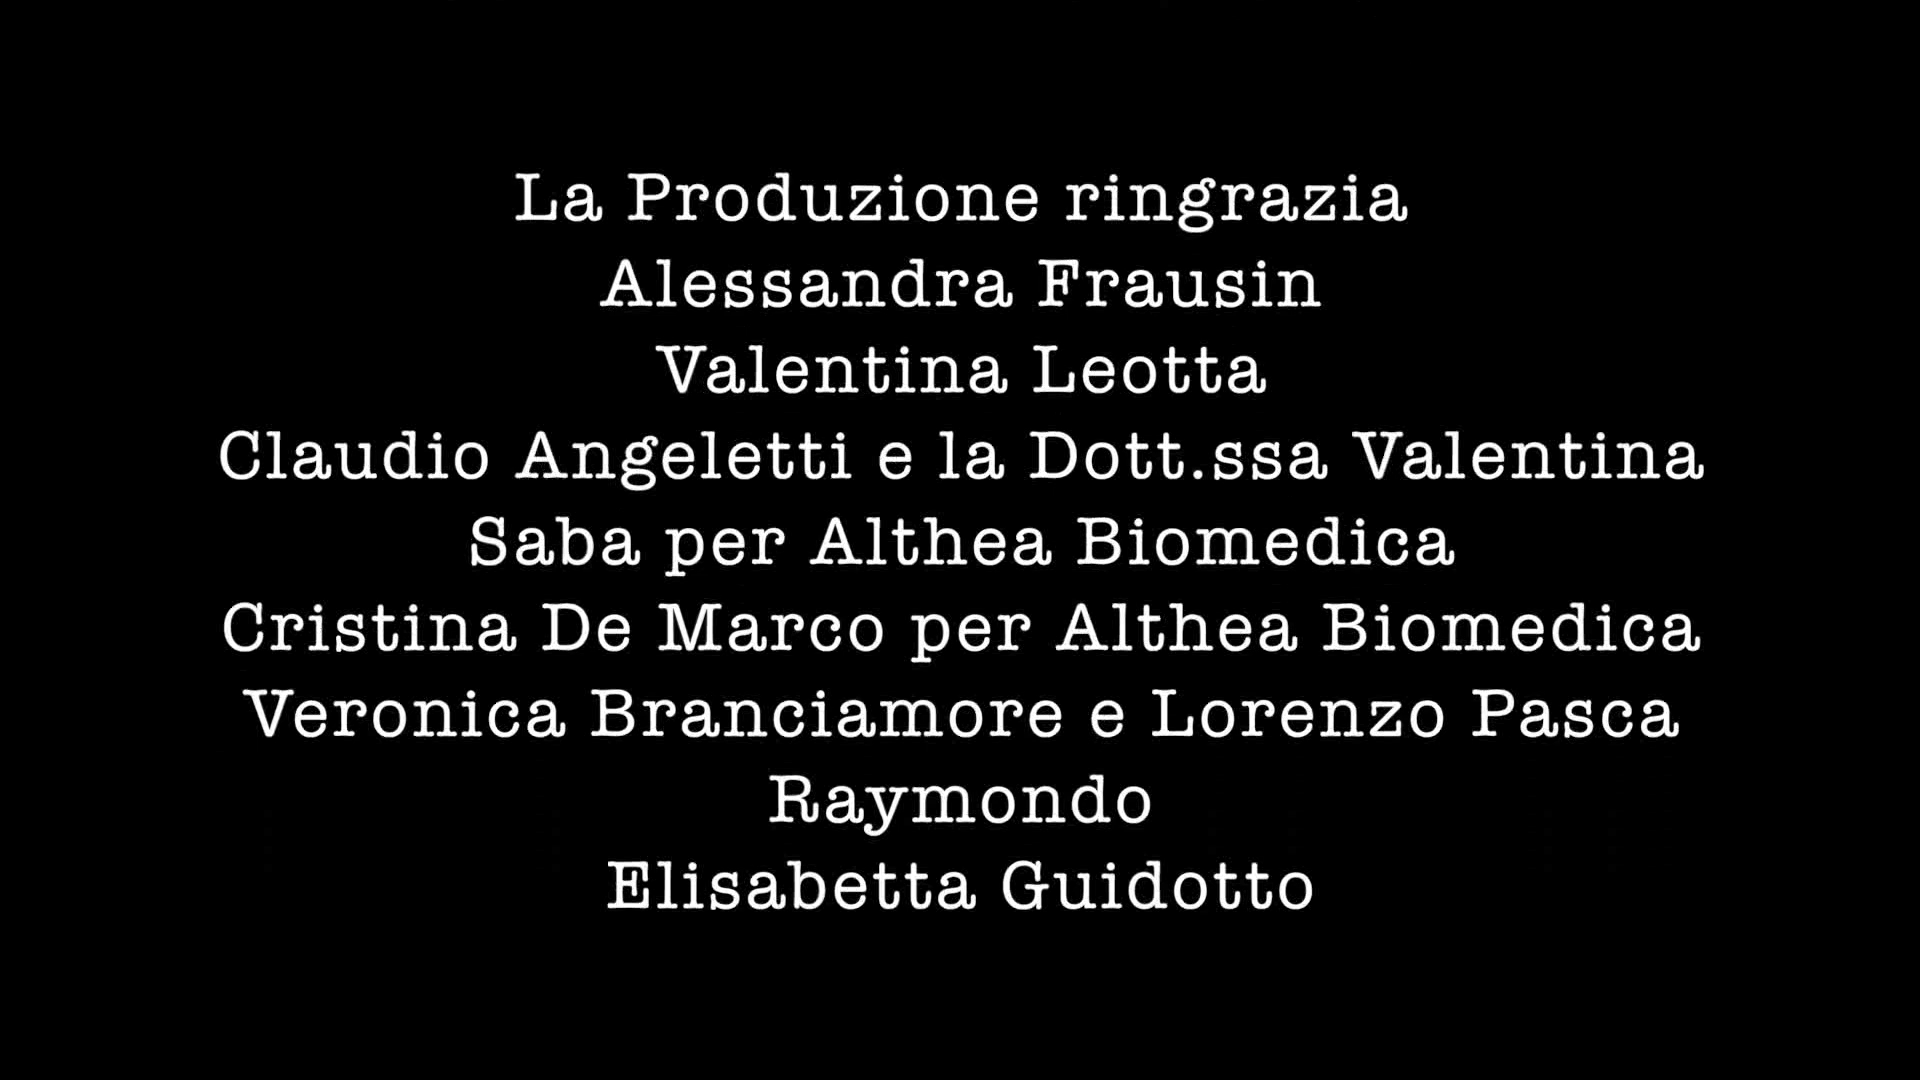 La Produzione ringrazia
Alessandra Frausin
Valentina Leotta
Claudio Angeletti e la Dott.ssa Valentina
Saba per Althea Biomedica
Cristina De Marco per Althea Biomedica
Veronica Branciamore e Lorenzo Pasca
Raymondo
Elisabetta Guidotto